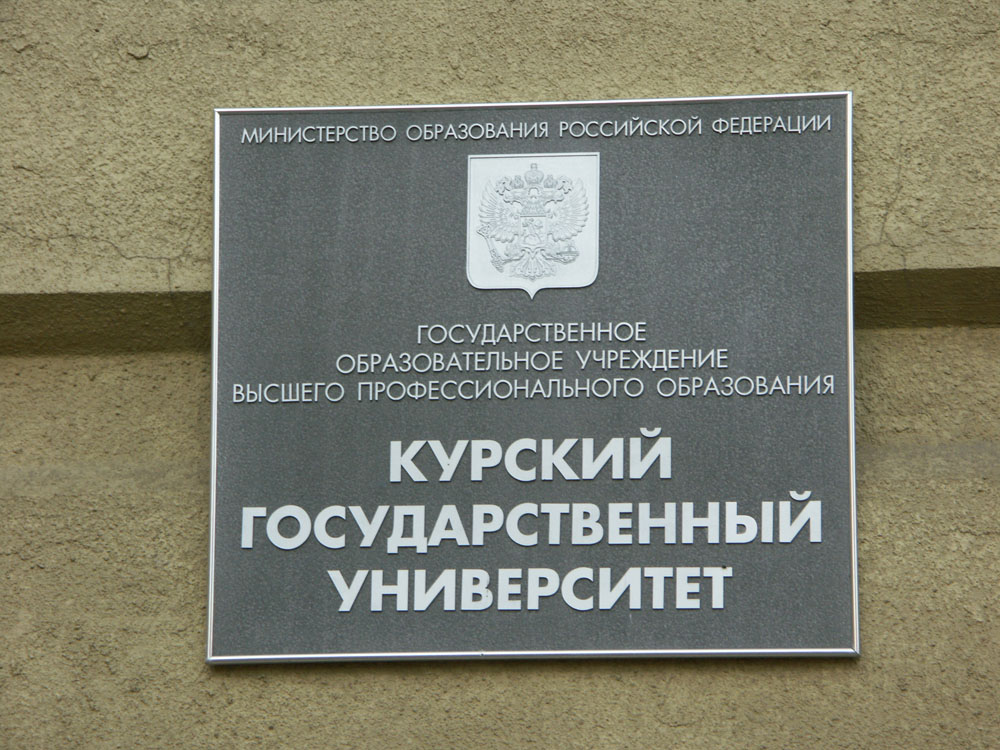 МИНИСТЕРСТВО ОБРАЗОВАНИЯ РОССИЙСКОЙ ФЕДЕРАЦИИ
ГОСУДАРСТВЕННОЕ
ОБРАЗОВАТЕЛЬНОЕ УЧРЕЖДЕНИЕ
ВЫСШЕГО ПРОФЕССИОНАЛЬНОГО ОБРАЗОВАНИЯ
КУРСКИЙ
ГОСУДАРСТВЕННЫЙ
УНИВЕРСИТЕТ